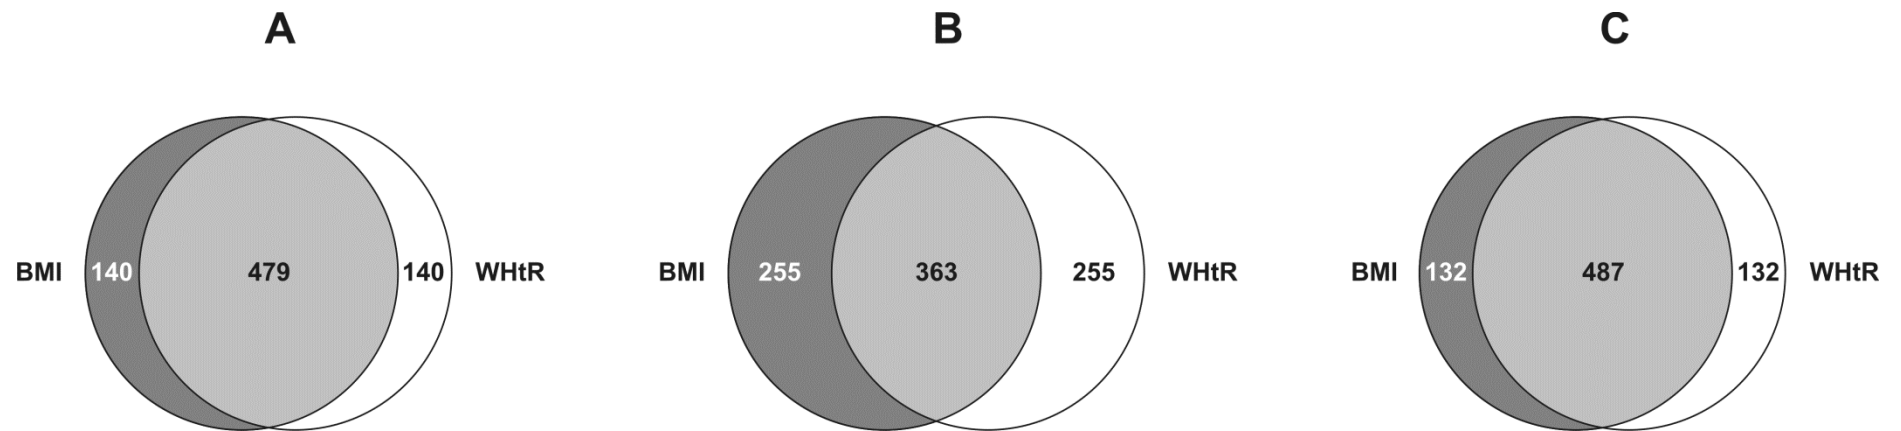 A
B
C
BMI 140 479 140 WHtR
BMI 255 363 255 WHtR
BMI 132 487 132 WHtR